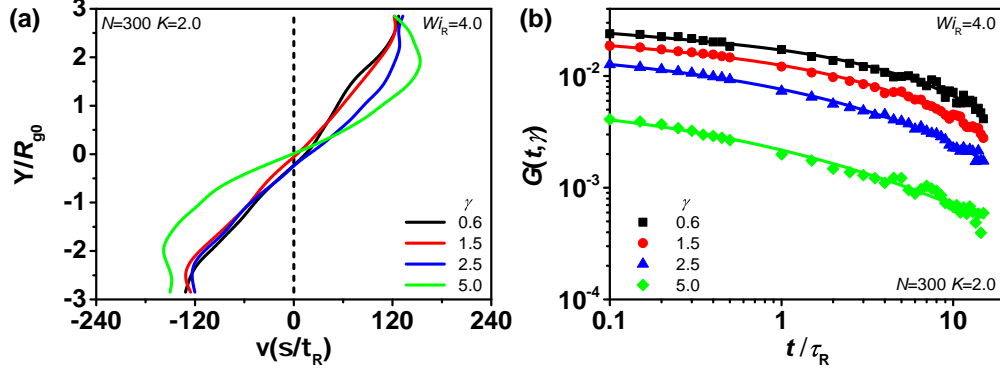 (a)
N=300 K=2.0
Wi_R=4.0
3
2
1
0
-1
-2
-3
Y/R_g0
γ
0.6
1.5
2.5
5.0
-240
-120
0
120
240
v(s/t_R)
(b)
Wi_R=4.0
10^-2
10^-3
10^-4
G(t,γ)
γ
0.6
1.5
2.5
5.0
N=300 K=2.0
0.1
1
10
t/τ_R